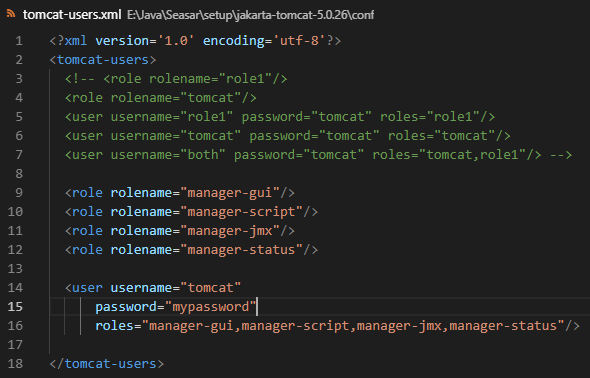 tomcat-users.xml E:\Java\Seasar\setup\jakarta-tomcat-5.0.26\conf
1 <?xml version='1.0' encoding='utf-8'?>
2 <tomcat-users>
3 <!-- <role rolename="role1"/>
4 <role rolename="tomcat"/>
5 <user username="role1" password="tomcat" roles="role1"/>
6 <user username="tomcat" password="tomcat" roles="tomcat"/>
7 <user username="both" password="tomcat" roles="tomcat,role1"/> -->
8
9 <role rolename="manager-gui"/>
10 <role rolename="manager-script"/>
11 <role rolename="manager-jmx"/>
12 <role rolename="manager-status"/>
13
14 <user username="tomcat"
15 password="mypassword"
16 roles="manager-gui,manager-script,manager-jmx,manager-status"/>
17
18 </tomcat-users>